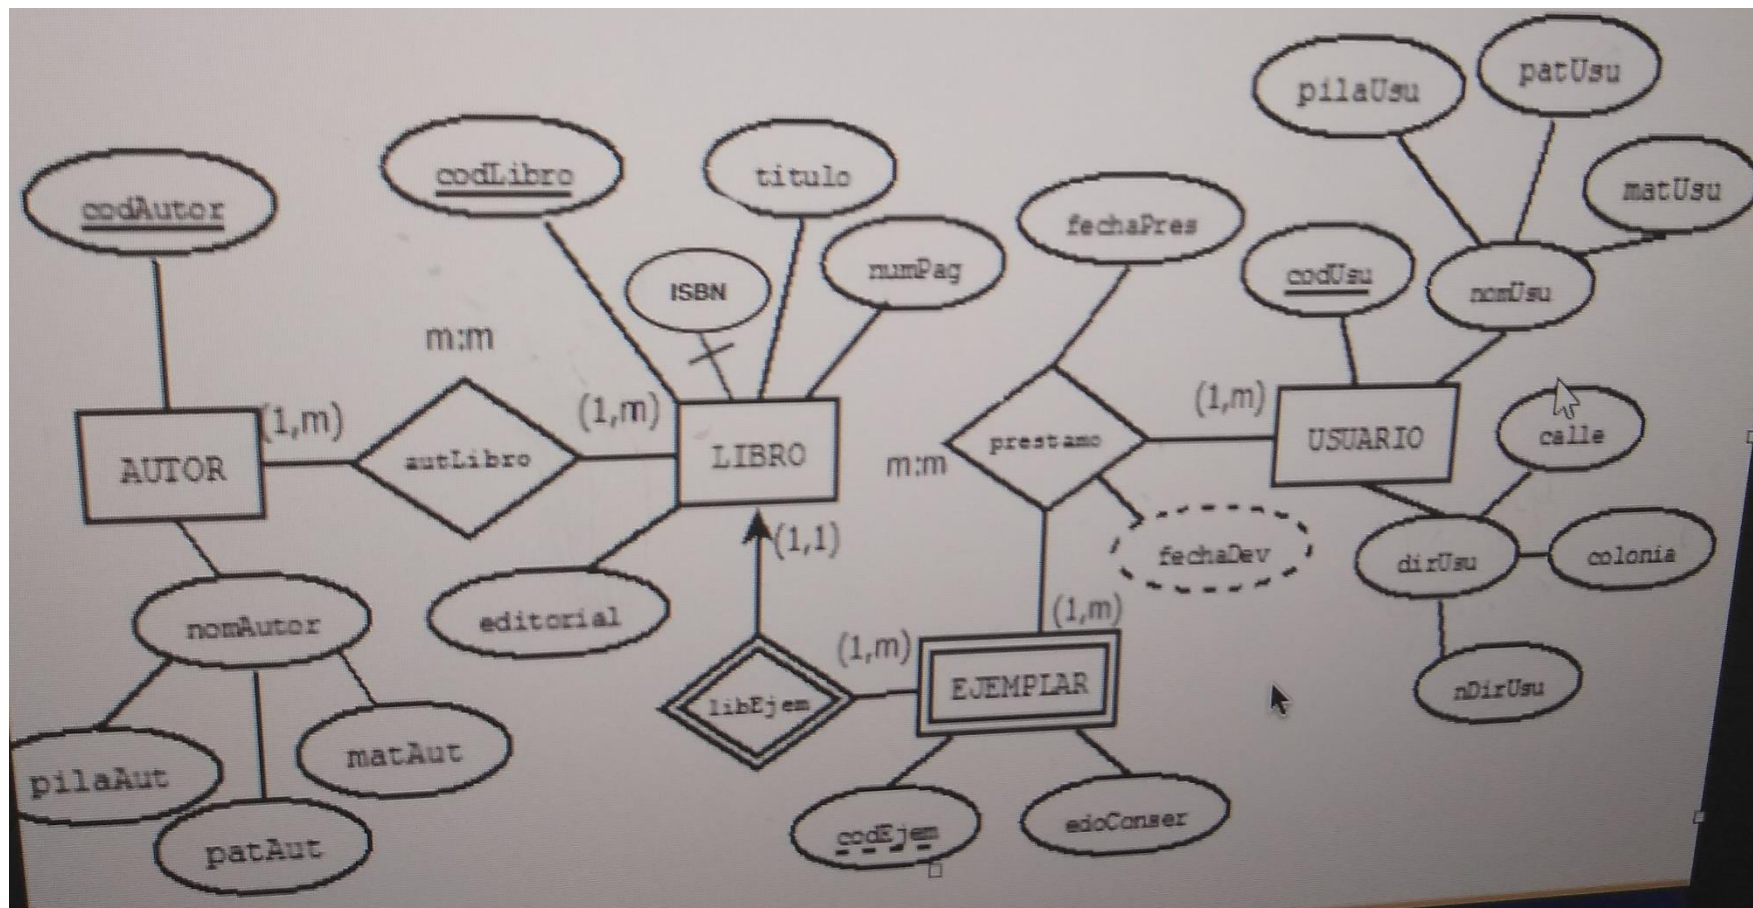 pilaUsu
patUsu
matUsu
codAutor
codLibro
titulo
ISBN
numPag
fechaPres
codUsu
nomUsu
m:m
AUTOR
(1,m)
autLibro
(1,m)
LIBRO
m:m
prestamo
(1,m)
USUARIO
calle
(1,1)
fechaDev
dirUsu
colonia
nomAutor
editorial
(1,m)
(1,m)
libEjem
EJEMPLAR
nDirUsu
pilaAut
matAut
patAut
codEjem
edoConser